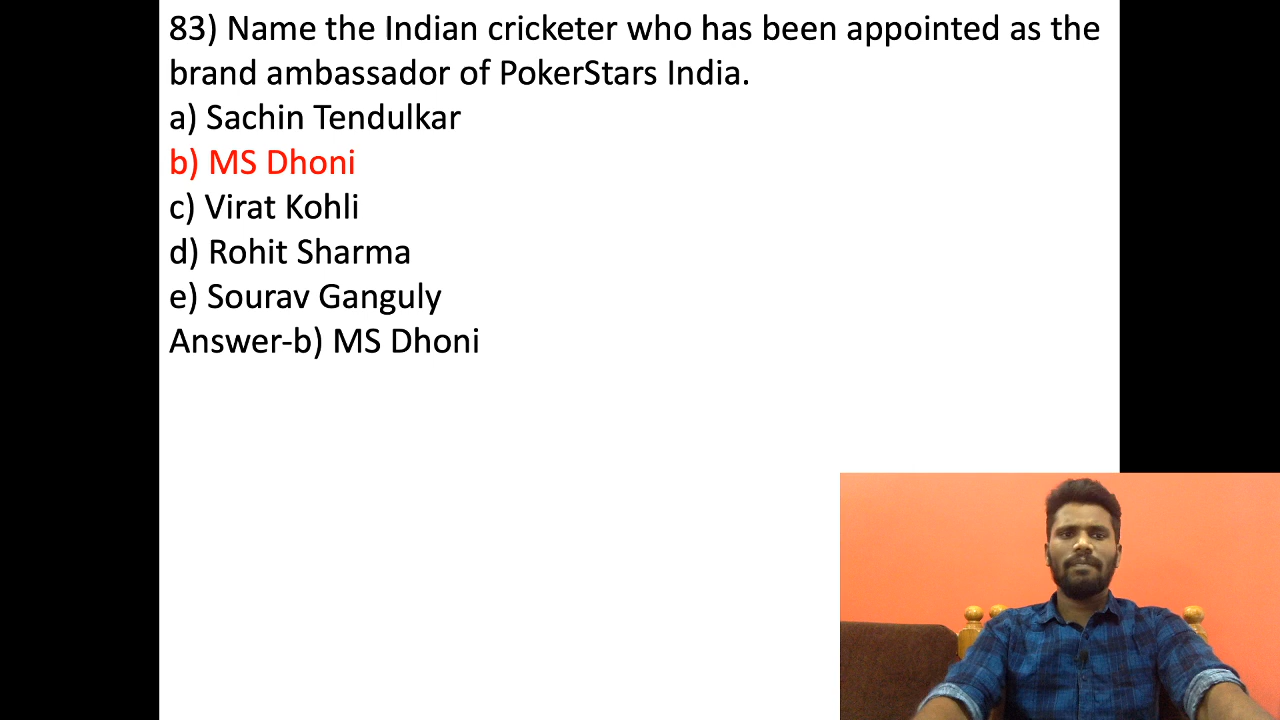 83) Name the Indian cricketer who has been appointed as the
brand ambassador of PokerStars India.
a) Sachin Tendulkar
b) MS Dhoni
c) Virat Kohli
d) Rohit Sharma
e) Sourav Ganguly
Answer-b) MS Dhoni